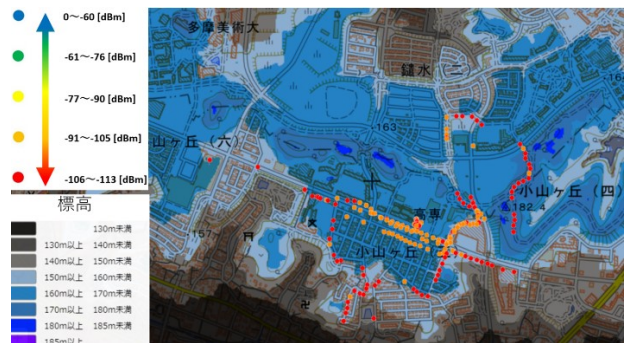 0～-60 [dBm]
-61～-76 [dBm]
-77～-90 [dBm]
-91～-105 [dBm]
-106～-113 [dBm]
標高
130m未満
130m以上 140m未満
140m以上 150m未満
150m以上 160m未満
160m以上 170m未満
170m以上 180m未満
180m以上 185m未満
185m以上
多摩美術大
鑓水（二
163
山ヶ丘（六）
小山ヶ丘（四）
182.4
高専
157
小山ヶ丘